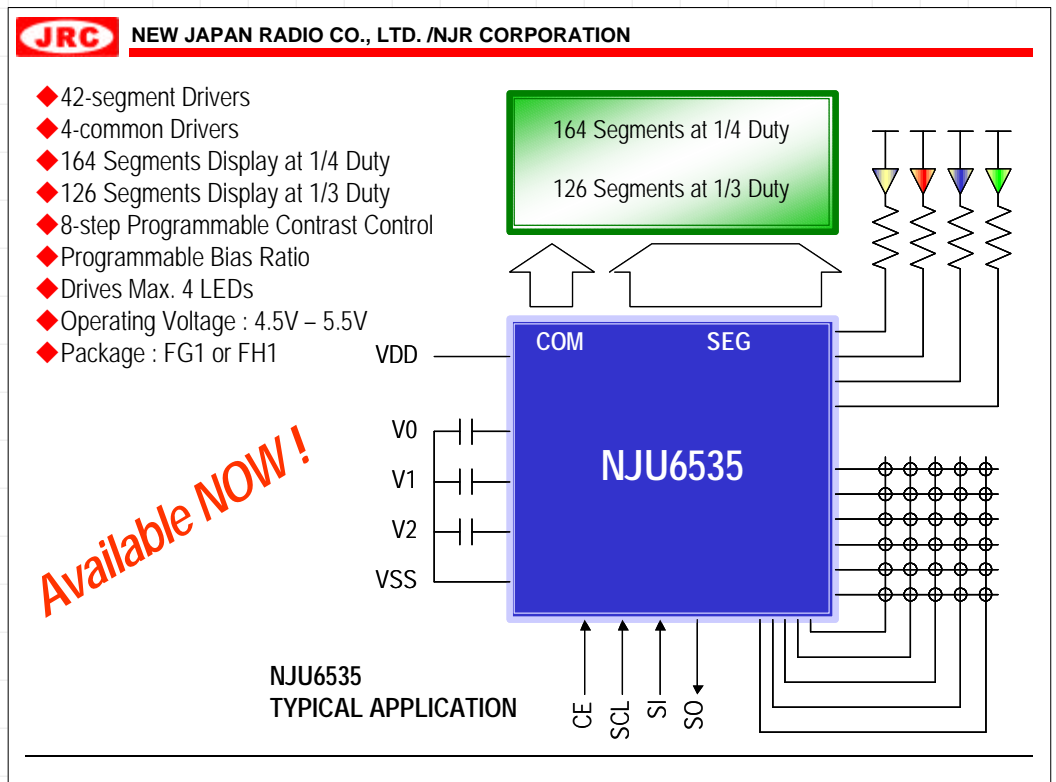 JRC
NEW JAPAN RADIO CO., LTD. /NJR CORPORATION
◆42-segment Drivers
◆4-common Drivers
◆164 Segments Display at 1/4 Duty
◆126 Segments Display at 1/3 Duty
◆8-step Programmable Contrast Control
◆Programmable Bias Ratio
◆Drives Max. 4 LEDs
◆Operating Voltage : 4.5V – 5.5V
◆Package : FG1 or FH1
Available NOW !
164 Segments at 1/4 Duty
126 Segments at 1/3 Duty
COM
SEG
NJU6535
VDD
V0
V1
V2
VSS
CE
SCL
SI
SO
NJU6535
TYPICAL APPLICATION